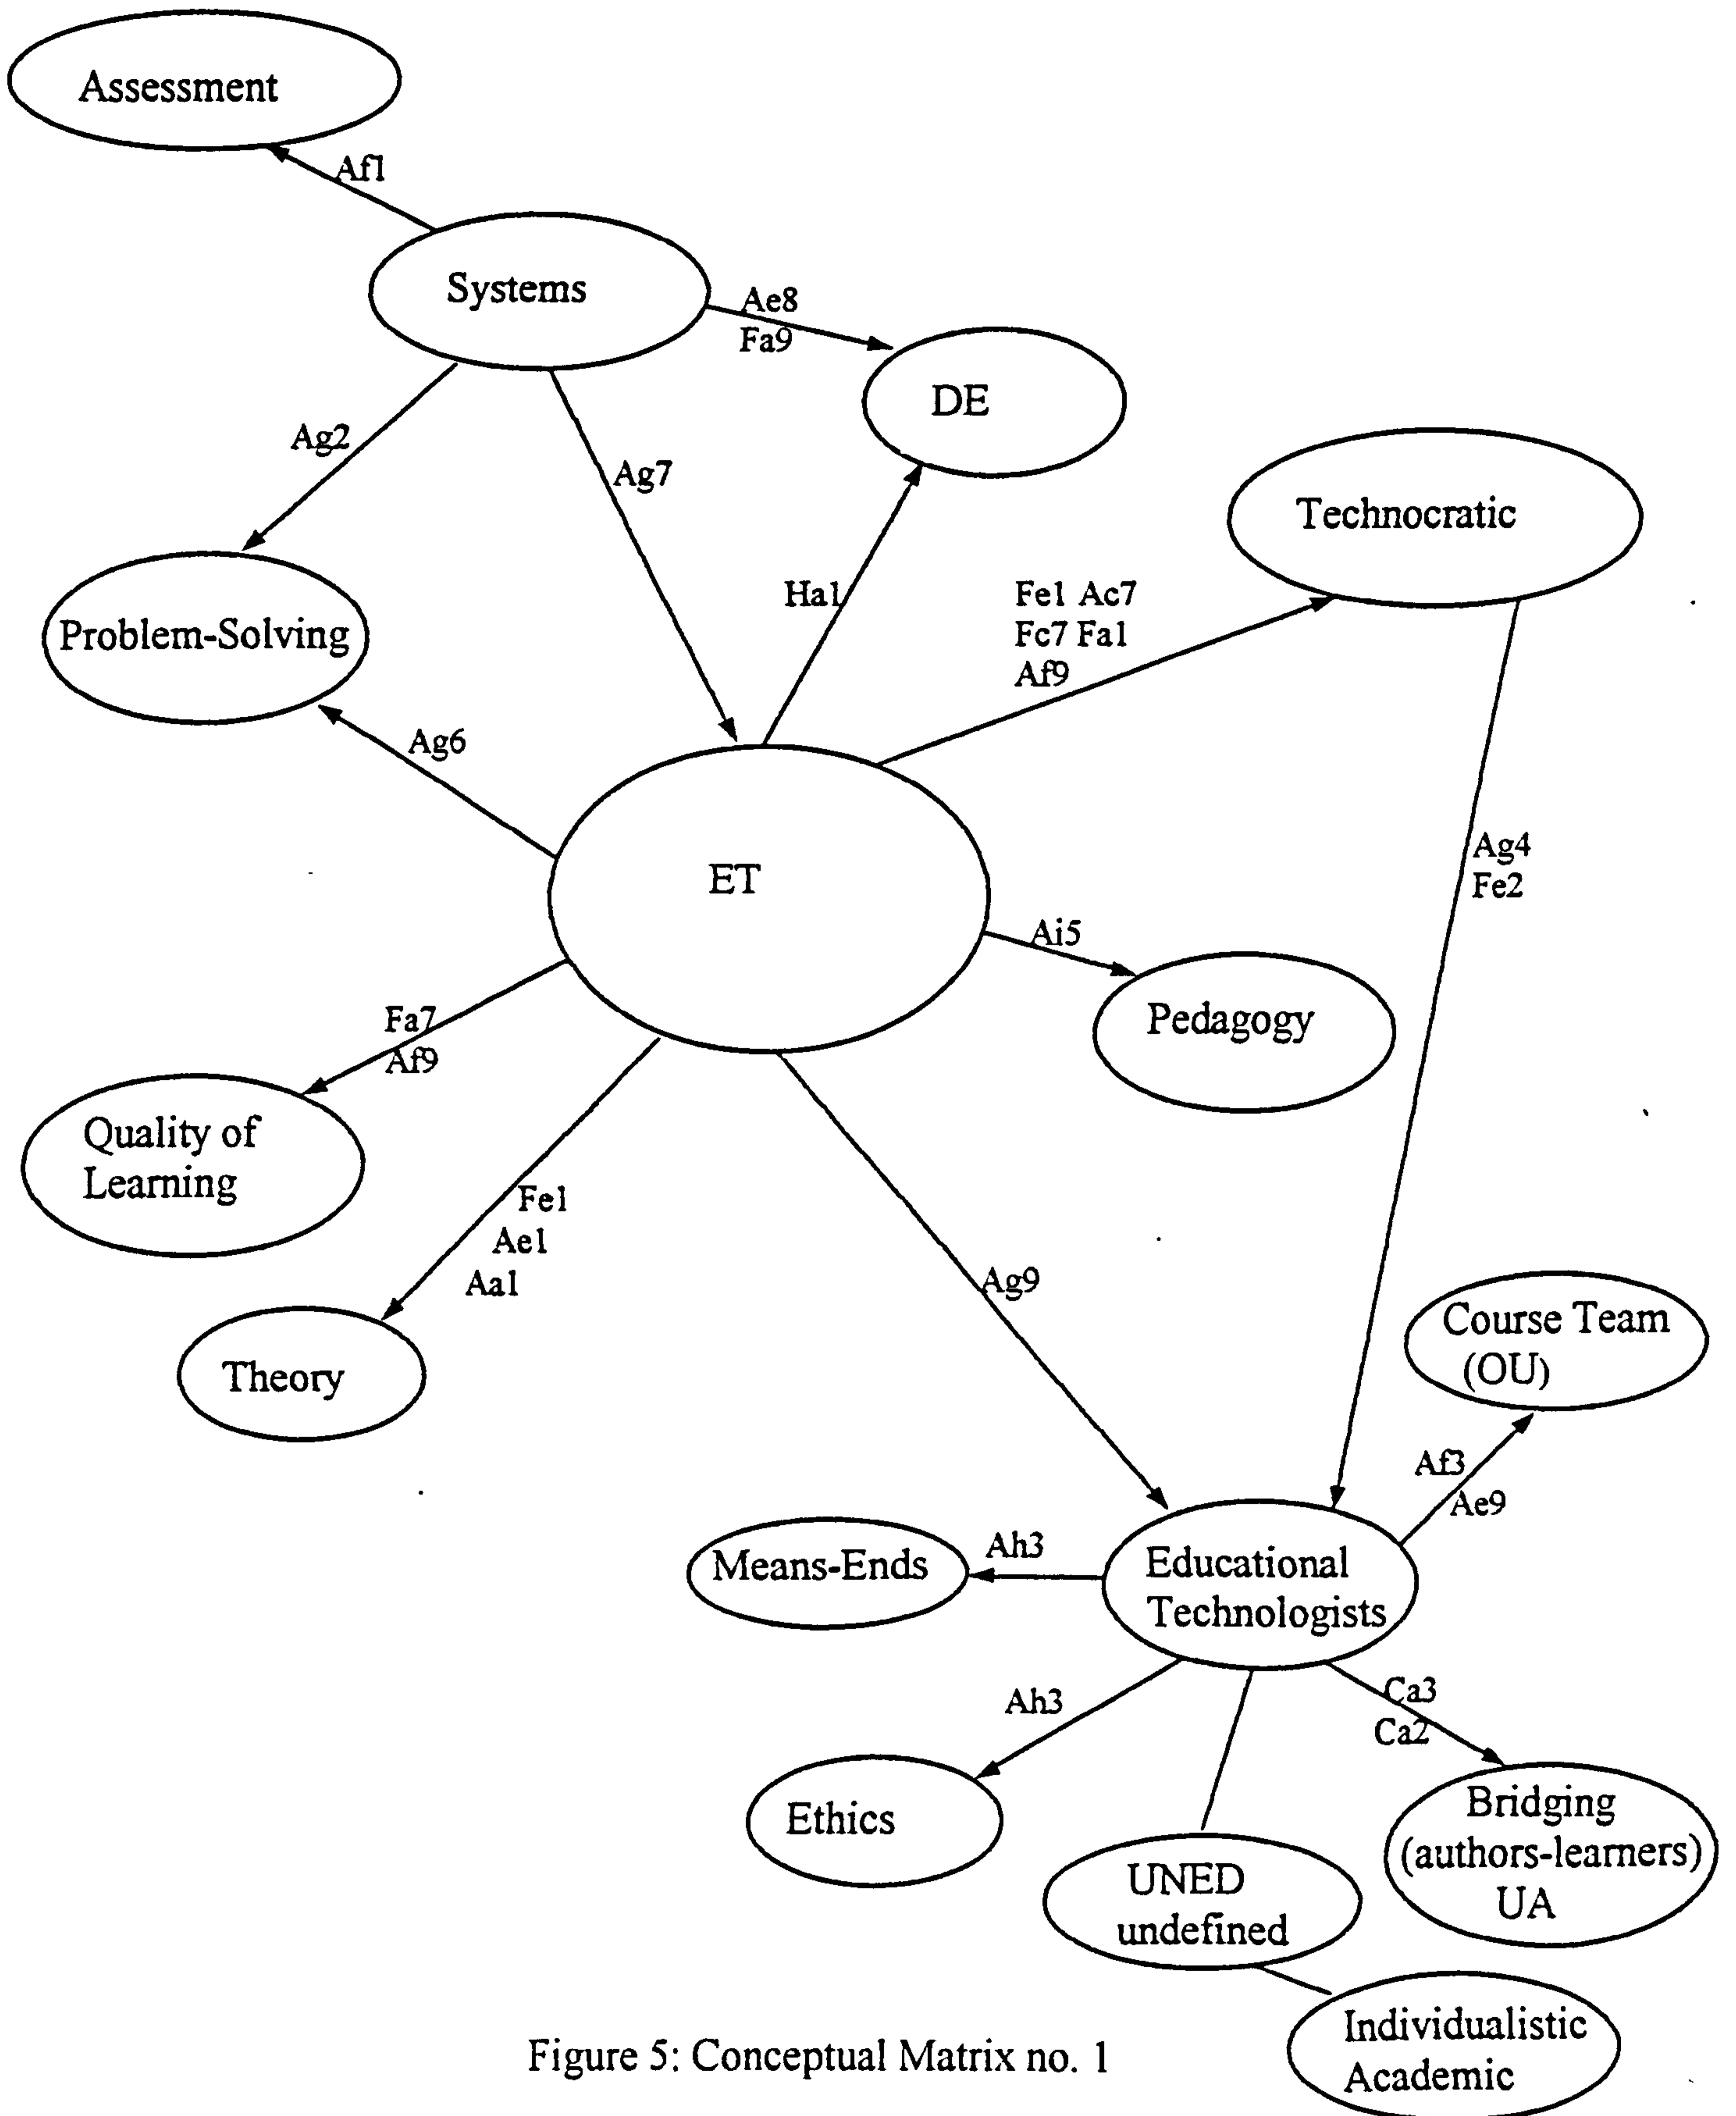 Assessment
Af1
Systems
Ae8
Fa9
DE
Ag2
Ag7
Technocratic
Problem-Solving
Ha1
Fe1 Ac7
Fc7 Fa1
Af9
Ag6
Ag4
Fe2
ET
Ai5
Pedagogy
Fa7
Af9
Quality of
Learning
Fe1
Ae1
Aa1
Theory
Ag9
Course Team
(OU)
Af3
Ae9
Means-Ends
Ah3
Educational
Technologists
Ah3
Ca3
Ca2
Ethics
UNED
undefined
Bridging
(authors-learners)
UA
Individualistic
Academic
Figure 5: Conceptual Matrix no. 1